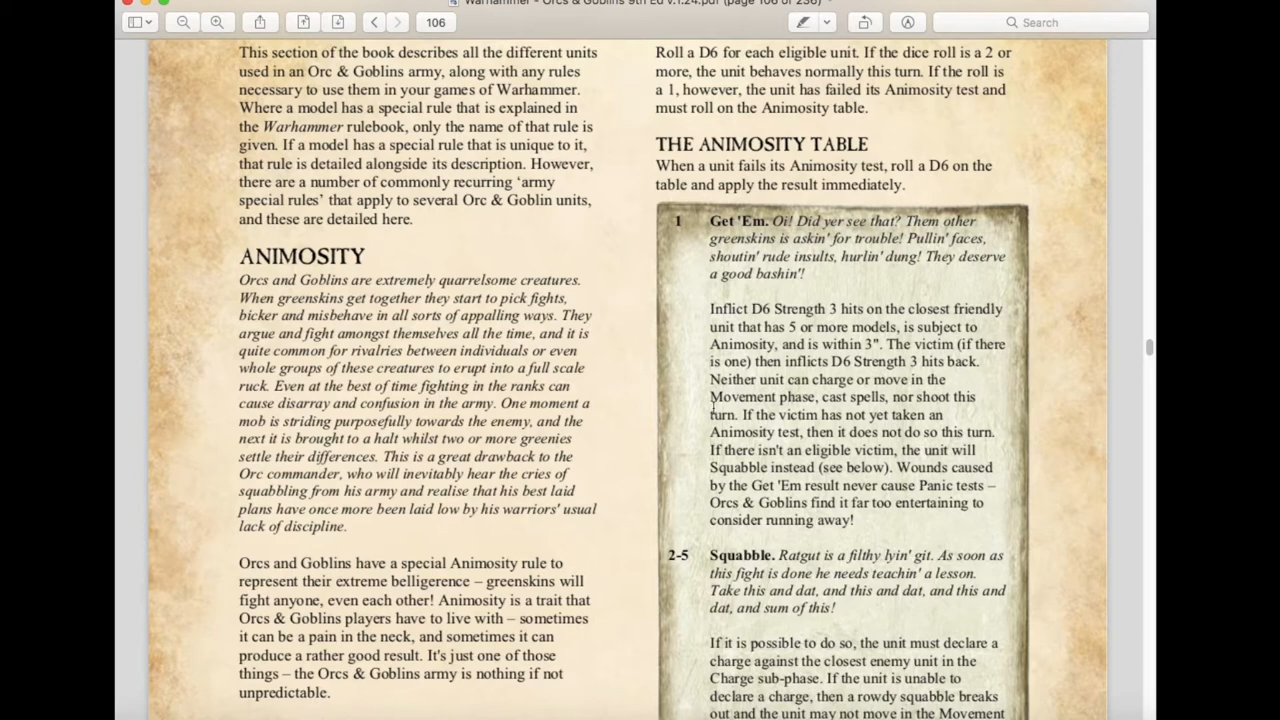 Warhammer - Orcs & Goblins 9th Ed v.1.24.pdf (page 106 of 236)
106
Search
This section of the book describes all the different units
used in an Orc & Goblins army, along with any rules
necessary to use them in your games of Warhammer.
Where a model has a special rule that is explained in
the Warhammer rulebook, only the name of that rule is
given. If a model has a special rule that is unique to it,
that rule is detailed alongside its description. However,
there are a number of commonly recurring ‘army
special rules’ that apply to several Orc & Goblin units,
and these are detailed here.
ANIMOSITY
Orcs and Goblins are extremely quarrelsome creatures.
When greenskins get together they start to pick fights,
bicker and misbehave in all sorts of appalling ways. They
argue and fight amongst themselves all the time, and it is
quite common for rivalries between individuals or even
whole groups of these creatures to erupt into a full scale
ruck. Even at the best of time fighting in the ranks can
cause disarray and confusion in the army. One moment a
mob is striding purposefully towards the enemy, and the
next it is brought to a halt whilst two or more greenies
settle their differences. This is a great drawback to the
Orc commander, who will inevitably hear the cries of
squabbling from his army and realise that his best laid
plans have once more been laid low by his warriors' usual
lack of discipline.
Orcs and Goblins have a special Animosity rule to
represent their extreme belligerence – greenskins will
fight anyone, even each other! Animosity is a trait that
Orcs & Goblins players have to live with – sometimes
it can be a pain in the neck, and sometimes it can
produce a rather good result. It's just one of those
things – the Orcs & Goblins army is nothing if not
unpredictable.
Roll a D6 for each eligible unit. If the dice roll is a 2 or
more, the unit behaves normally this turn. If the roll is
a 1, however, the unit has failed its Animosity test and
must roll on the Animosity table.
THE ANIMOSITY TABLE
When a unit fails its Animosity test, roll a D6 on the
table and apply the result immediately.
1 Get 'Em. Oi! Did yer see that? Them other
greenskins is askin' for trouble! Pullin' faces,
shoutin' rude insults, hurlin' dung! They deserve
a good bashin'!
Inflict D6 Strength 3 hits on the closest friendly
unit that has 5 or more models, is subject to
Animosity, and is within 3". The victim (if there
is one) then inflicts D6 Strength 3 hits back.
Neither unit can charge or move in the
Movement phase, cast spells, nor shoot this
turn. If the victim has not yet taken an
Animosity test, then it does not do so this turn.
If there isn't an eligible victim, the unit will
Squabble instead (see below). Wounds caused
by the Get 'Em result never cause Panic tests –
Orcs & Goblins find it far too entertaining to
consider running away!
2-5 Squabble. Ratgut is a filthy lyin' git. As soon as
this fight is done he needs teachin' a lesson.
Take this and dat, and this and dat, and this and
dat, and sum of this!
If it is possible to do so, the unit must declare a
charge against the closest enemy unit in the
Charge sub-phase. If the unit is unable to
declare a charge, then a rowdy squabble breaks
out and the unit may not move in the Movement